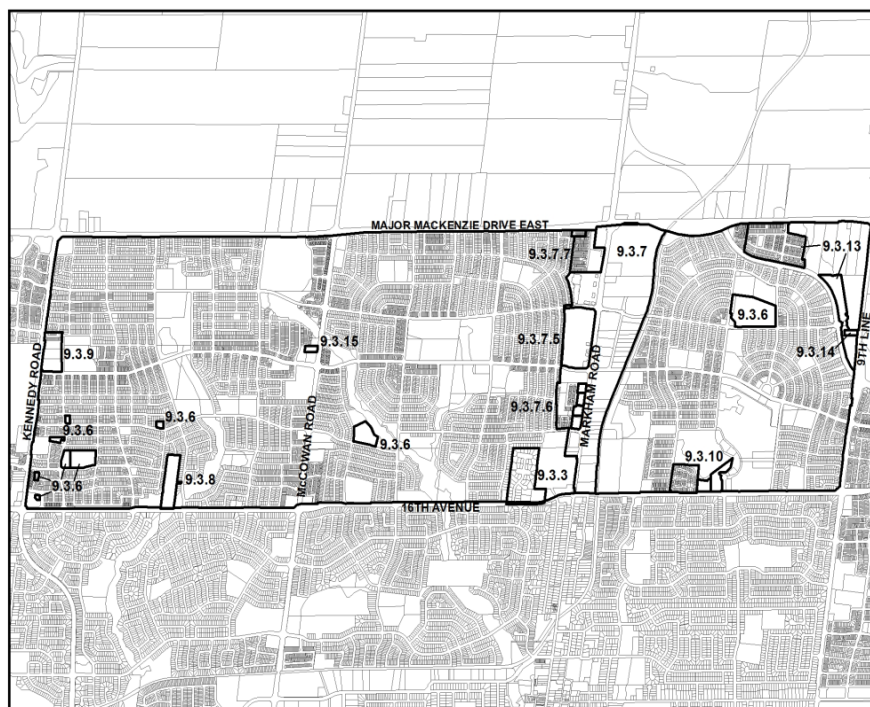 MAJOR MACKENZIE DRIVE EAST
9.3.7.7
9.3.7
9.3.13
9.3.6
9.3.15
9.3.7.5
9.3.14
9.3.9
KENNEDY ROAD
McCOWAN ROAD
MARKHAM ROAD
9TH LINE
9.3.7.6
9.3.6
9.3.6
9.3.6
9.3.6
9.3.8
9.3.3
9.3.10
16TH AVENUE